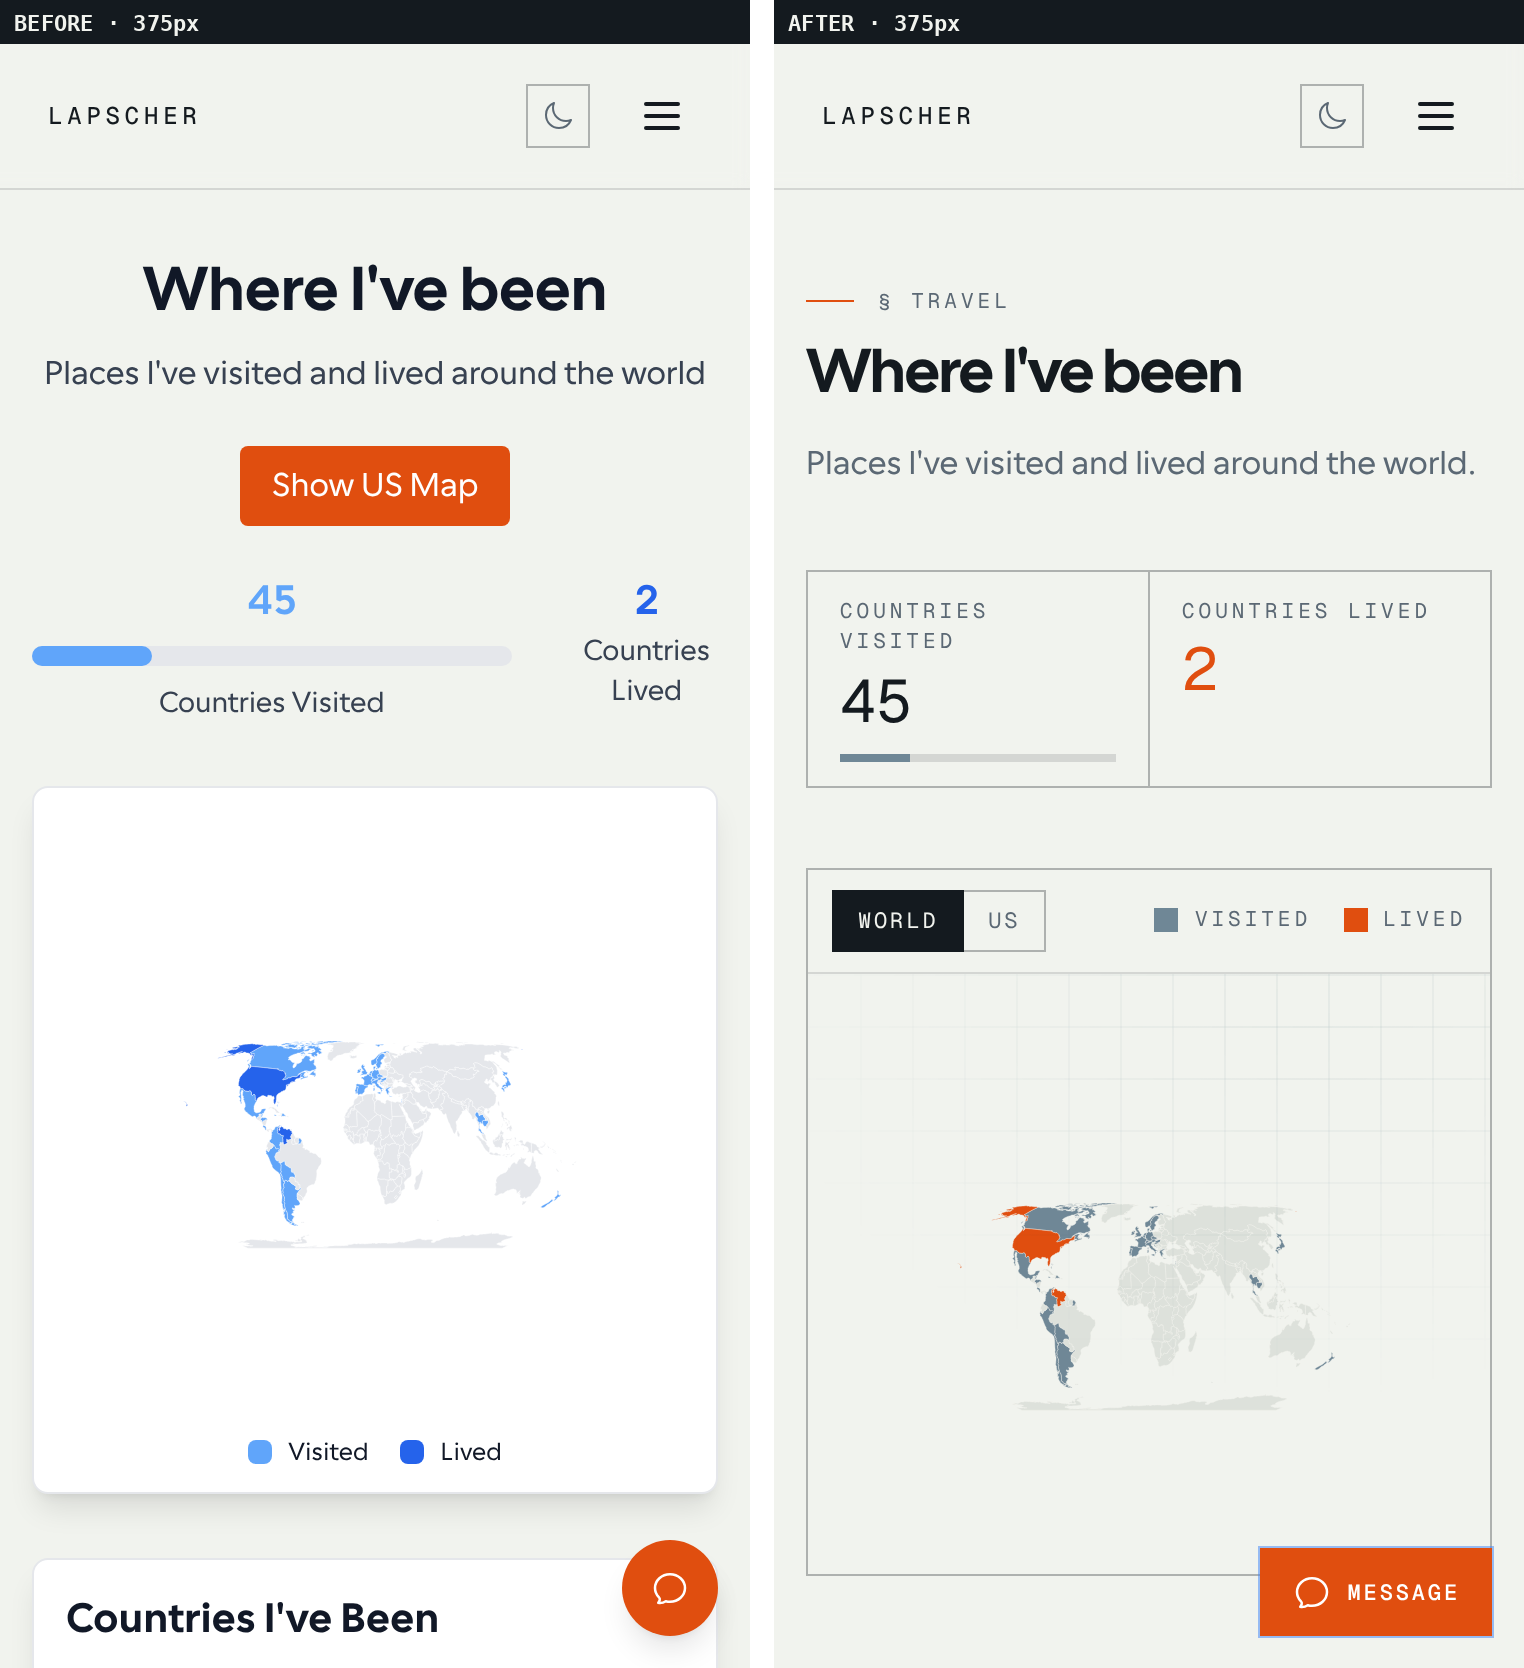 BEFORE · 375px
LAPSCHER
Where I've been
Places I've visited and lived around the world
Show US Map
45
Countries Visited
2
Countries
Lived
Visited
Lived
Countries I've Been
AFTER · 375px
LAPSCHER
§ TRAVEL
Where I've been
Places I've visited and lived around the world.
COUNTRIES
VISITED
45
COUNTRIES LIVED
2
WORLD
US
VISITED
LIVED
MESSAGE